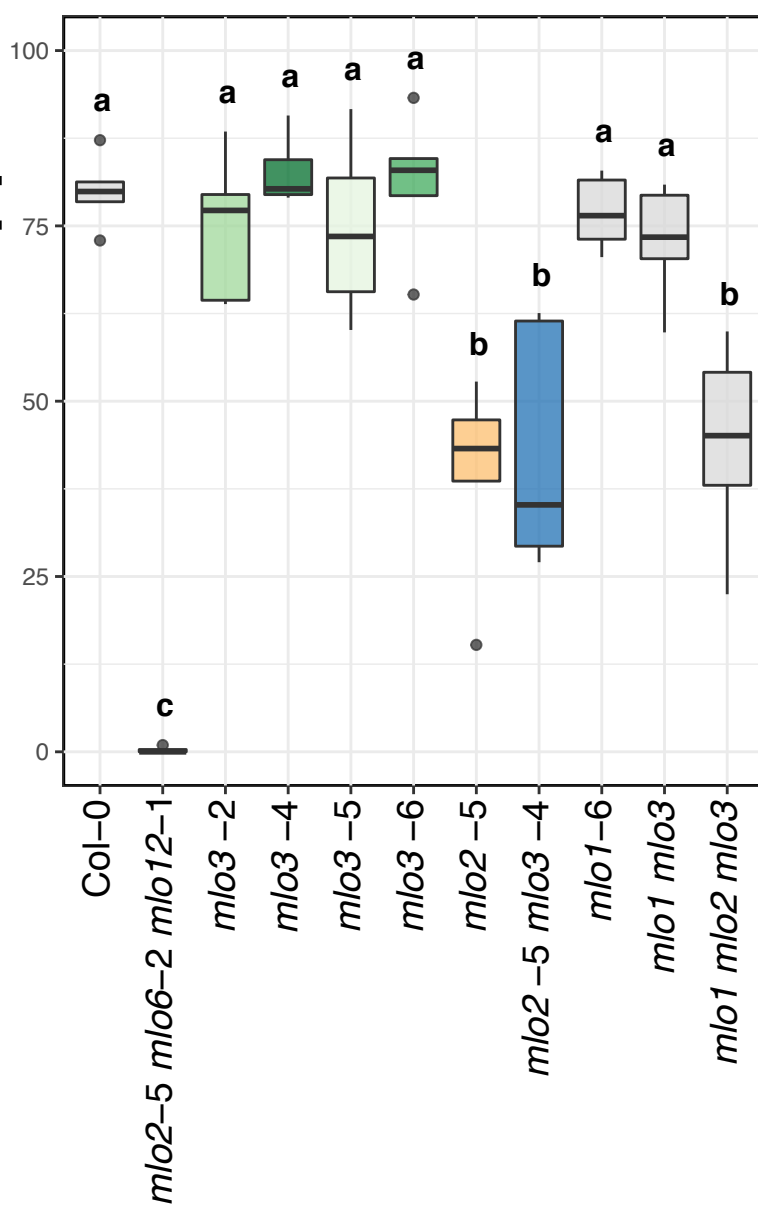 100
75
50
25
0
a
c
a
a
a
a
b
b
a
a
b
Col–0
mlo2–5 mlo6–2 mlo12–1
mlo3 –2
mlo3 –4
mlo3 –5
mlo3 –6
mlo2 –5
mlo2 –5 mlo3 –4
mlo1–6
mlo1 mlo3
mlo1 mlo2 mlo3